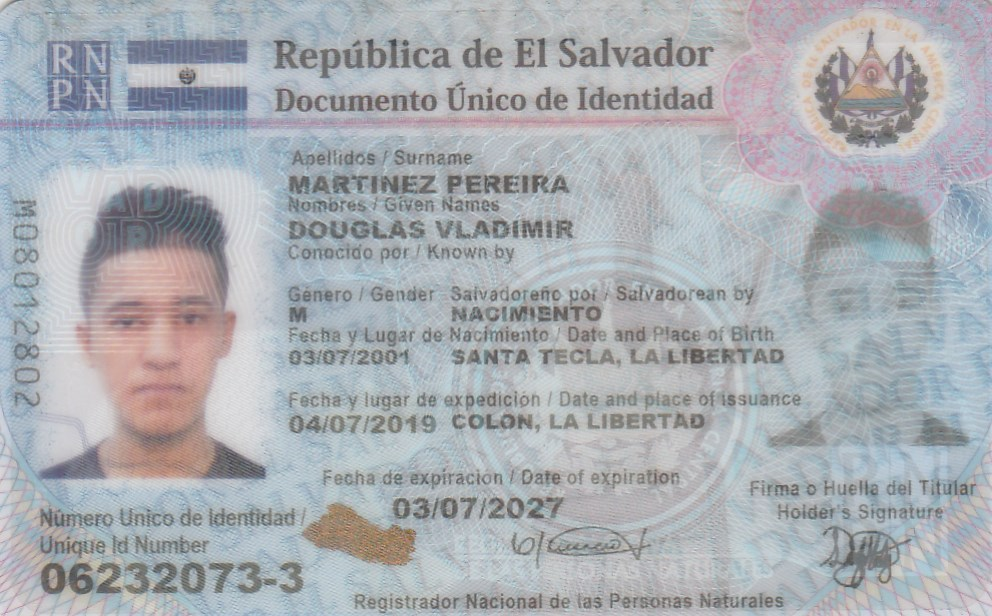 RN
PN
República de El Salvador
Documento Único de Identidad
Apellidos / Surname
MARTINEZ PEREIRA
Nombres / Given Names
DOUGLAS VLADIMIR
Conocido por / Known by
Género / Gender Salvadoreño por / Salvadorean by
M NACIMIENTO
Fecha y Lugar de Nacimiento / Date and Place of Birth
03/07/2001 SANTA TECLA, LA LIBERTAD
Fecha y lugar de expedición / Date and place of issuance
04/07/2019 COLON, LA LIBERTAD
Fecha de expiracion / Date of expiration
03/07/2027
M08012802
Número Unico de Identidad /
Unique Id Number
06232073-3
Firma o Huella del Titular
Holder's Signature
Registrador Nacional de las Personas Naturales